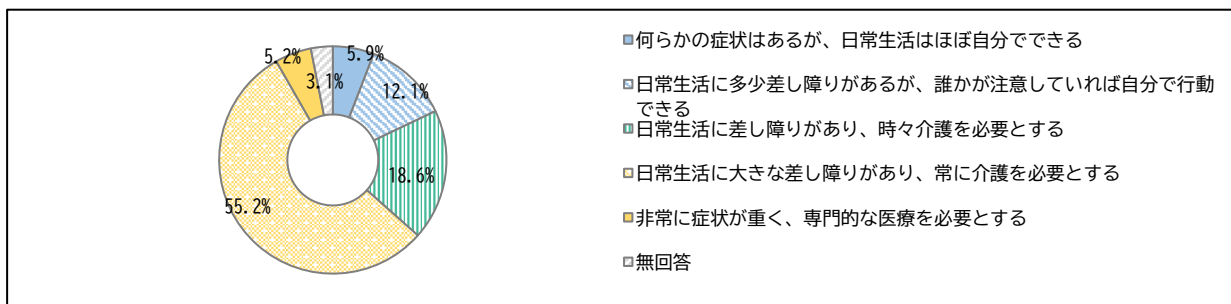 5.2%
5.9%
3.1%
12.1%
18.6%
55.2%
何らかの症状はあるが、日常生活はほぼ自分でできる
日常生活に多少差し障りがあるが、誰かが注意していれば自分で行動
できる
日常生活に差し障りがあり、時々介護を必要とする
日常生活に大きな差し障りがあり、常に介護を必要とする
非常に症状が重く、専門的な医療を必要とする
無回答